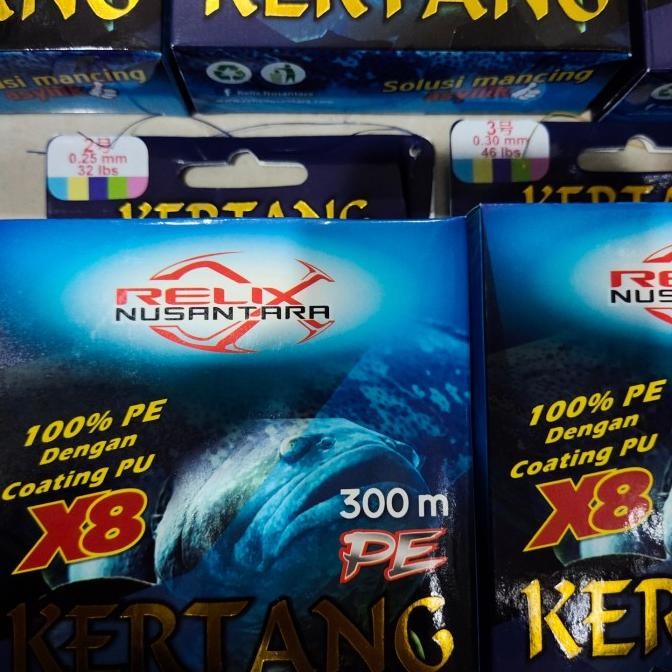 KERTANG
Solusi mancing
asyiiik
f Relix Nusantara
Solusi mancing
asyiiik
2号
0.25 mm
32 lbs
KERTANG
3号
0.30 mm
46 lbs
RELIX
NUSANTARA
100% PE
Dengan
Coating PU
X8
300 m
PE
KERTANG
100% PE
Dengan
Coating PU
X8